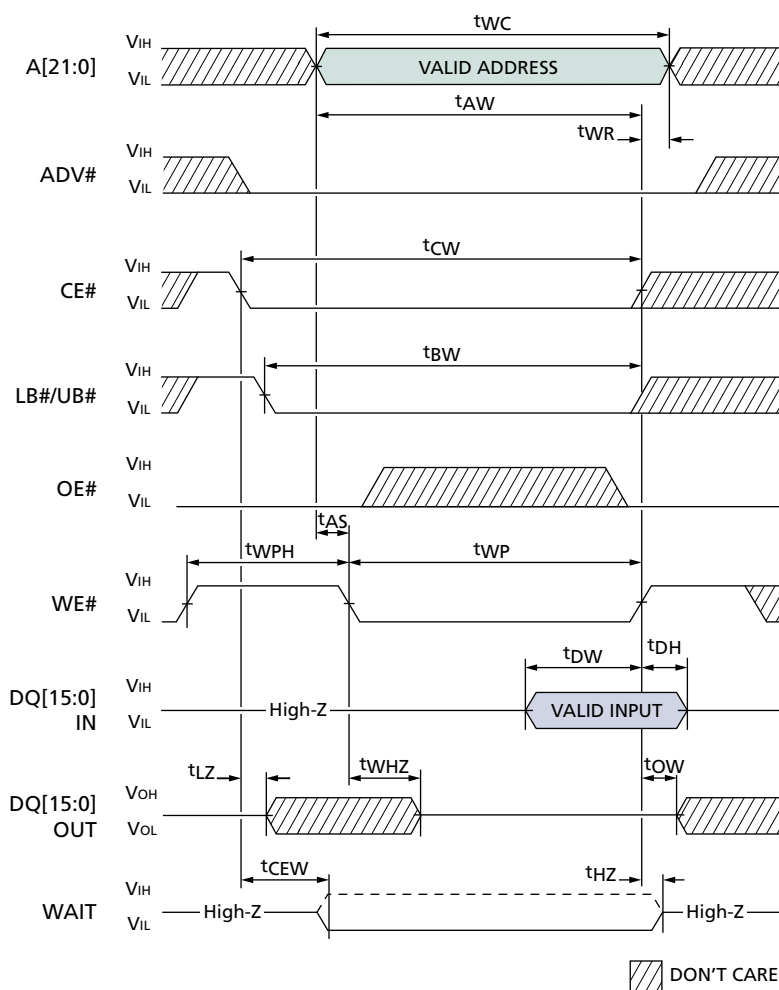 tWC
A[21:0] VIH VIL VALID ADDRESS
tAW
tWR
ADV# VIH VIL
tCW
CE# VIH VIL
tBW
LB#/UB# VIH VIL
OE# VIH VIL
tAS
tWPH tWP
WE# VIH VIL
tDW tDH
DQ[15:0] IN VIH VIL High-Z VALID INPUT
tLZ tWHZ tOW
DQ[15:0] OUT VOH VOL
tCEW tHZ
WAIT VIH VIL High-Z High-Z
DON'T CARE